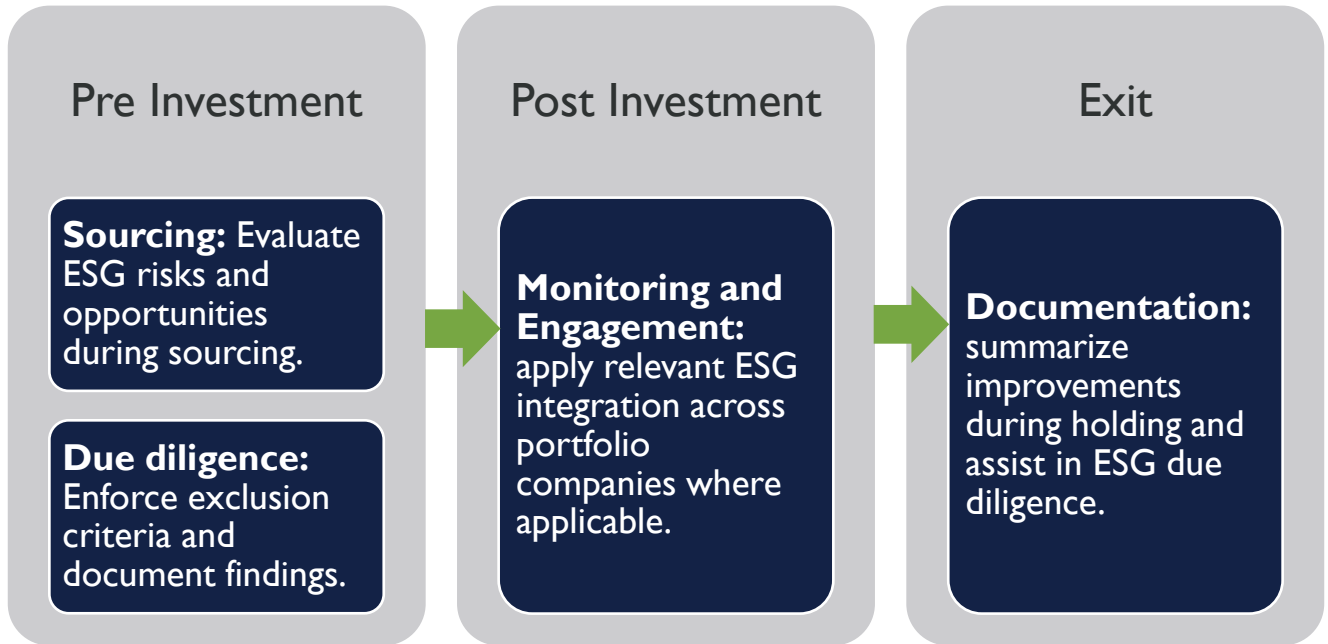 Pre Investment
Sourcing: Evaluate
ESG risks and
opportunities
during sourcing.
Due diligence:
Enforce exclusion
criteria and
document findings.
Post Investment
Monitoring and
Engagement:
apply relevant ESG
integration across
portfolio
companies where
applicable.
Exit
Documentation:
summarize
improvements
during holding and
assist in ESG due
diligence.